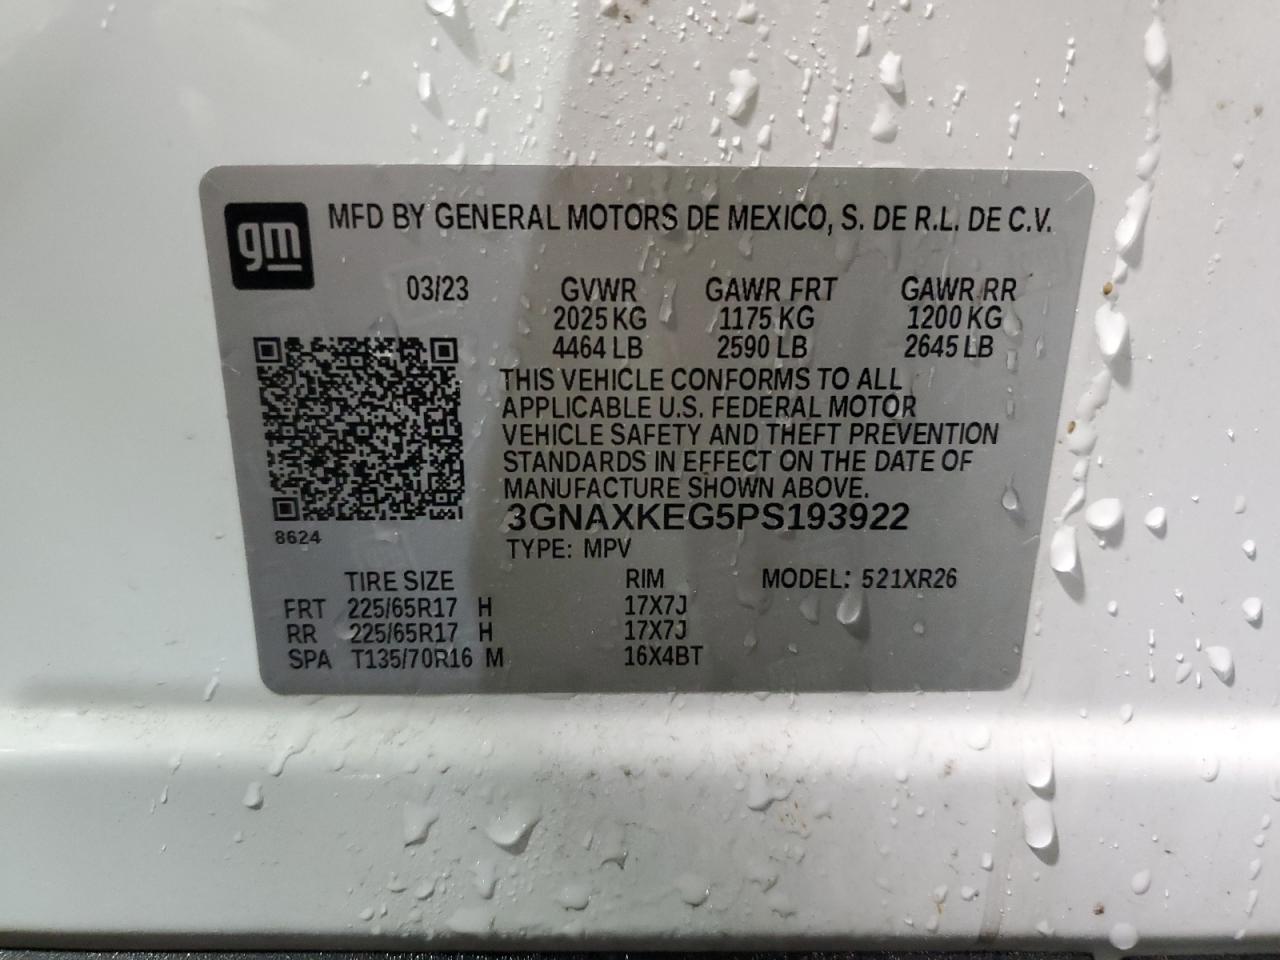 gm
MFD BY GENERAL MOTORS DE MEXICO, S. DE R.L. DE C.V.
03/23 GVWR GAWR FRT GAWR RR
2025 KG 1175 KG 1200 KG
4464 LB 2590 LB 2645 LB
THIS VEHICLE CONFORMS TO ALL
APPLICABLE U.S. FEDERAL MOTOR
VEHICLE SAFETY AND THEFT PREVENTION
STANDARDS IN EFFECT ON THE DATE OF
MANUFACTURE SHOWN ABOVE.
3GNAXKEG5PS193922
8624
TYPE: MPV
TIRE SIZE RIM MODEL: 521XR26
FRT 225/65R17 H 17X7J
RR 225/65R17 H 17X7J
SPA T135/70R16 M 16X4BT